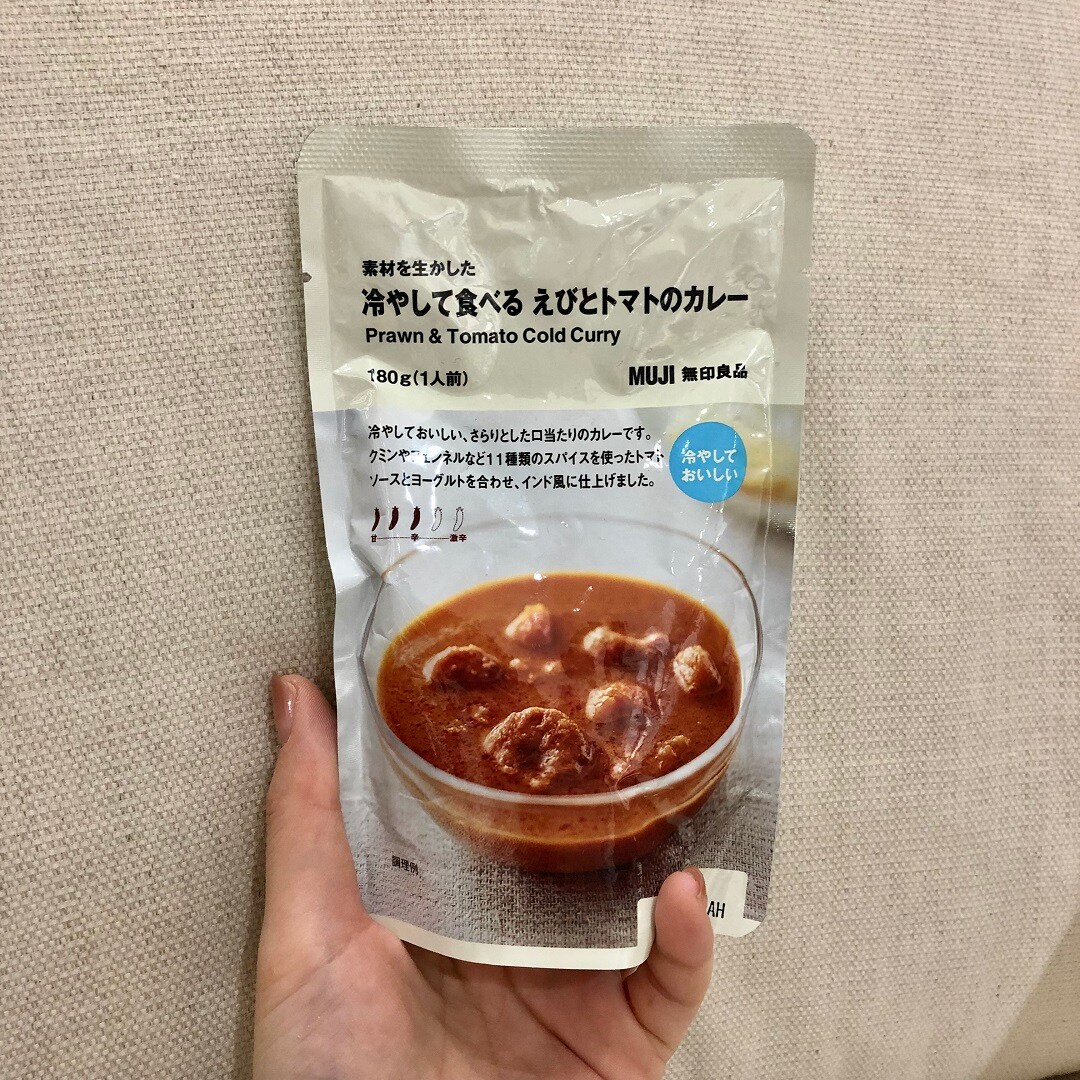 素材を生かした
冷やして食べる えびとトマトのカレー
Prawn & Tomato Cold Curry
180g(1人前)
MUJI 無印良品
冷やしておいしい、さらりとした口当たりのカレーです。
クミンやフェンネルなど11種類のスパイスを使ったトマト
ソースとヨーグルトを合わせ、インド風に仕上げました。
冷やして
おいしい
甘 辛 激辛
調理例
AH